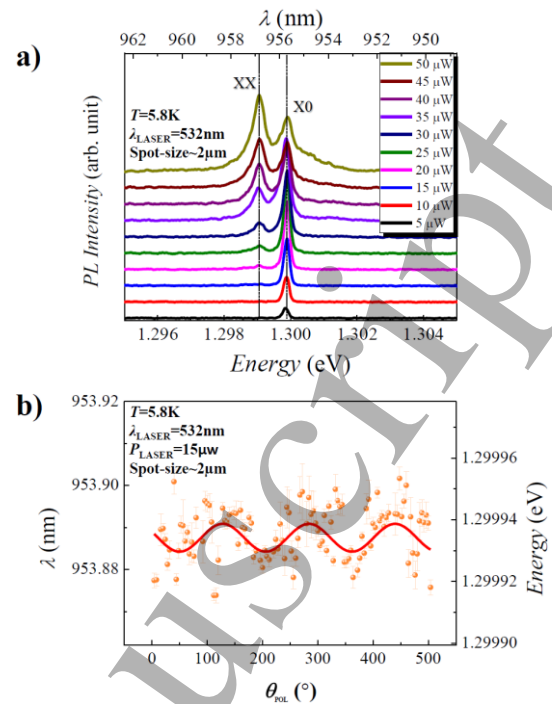 λ (nm)
962 960 958 956 954 952 950
a)
XX
X0
T=5.8K
λLASER=532nm
Spot-size~2μm
50 µW
45 µW
40 µW
35 µW
30 µW
25 µW
20 µW
15 µW
10 µW
5 µW
PL Intensity (arb. unit)
1.296 1.298 1.300 1.302 1.304
Energy (eV)
b)
953.92
953.90
953.88
T=5.8K
λLASER=532nm
PLASER=15µw
Spot-size~2µm
λ (nm)
1.29996
1.29994
1.29992
1.29990
Energy (eV)
0 100 200 300 400 500
θPOL (°)
uscript